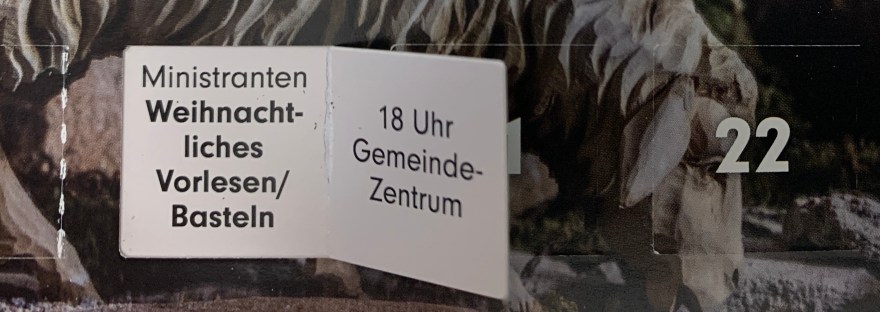 Ministranten
Weihnacht-
liches
Vorlesen/
Basteln
18 Uhr
Gemeinde-
Zentrum
22